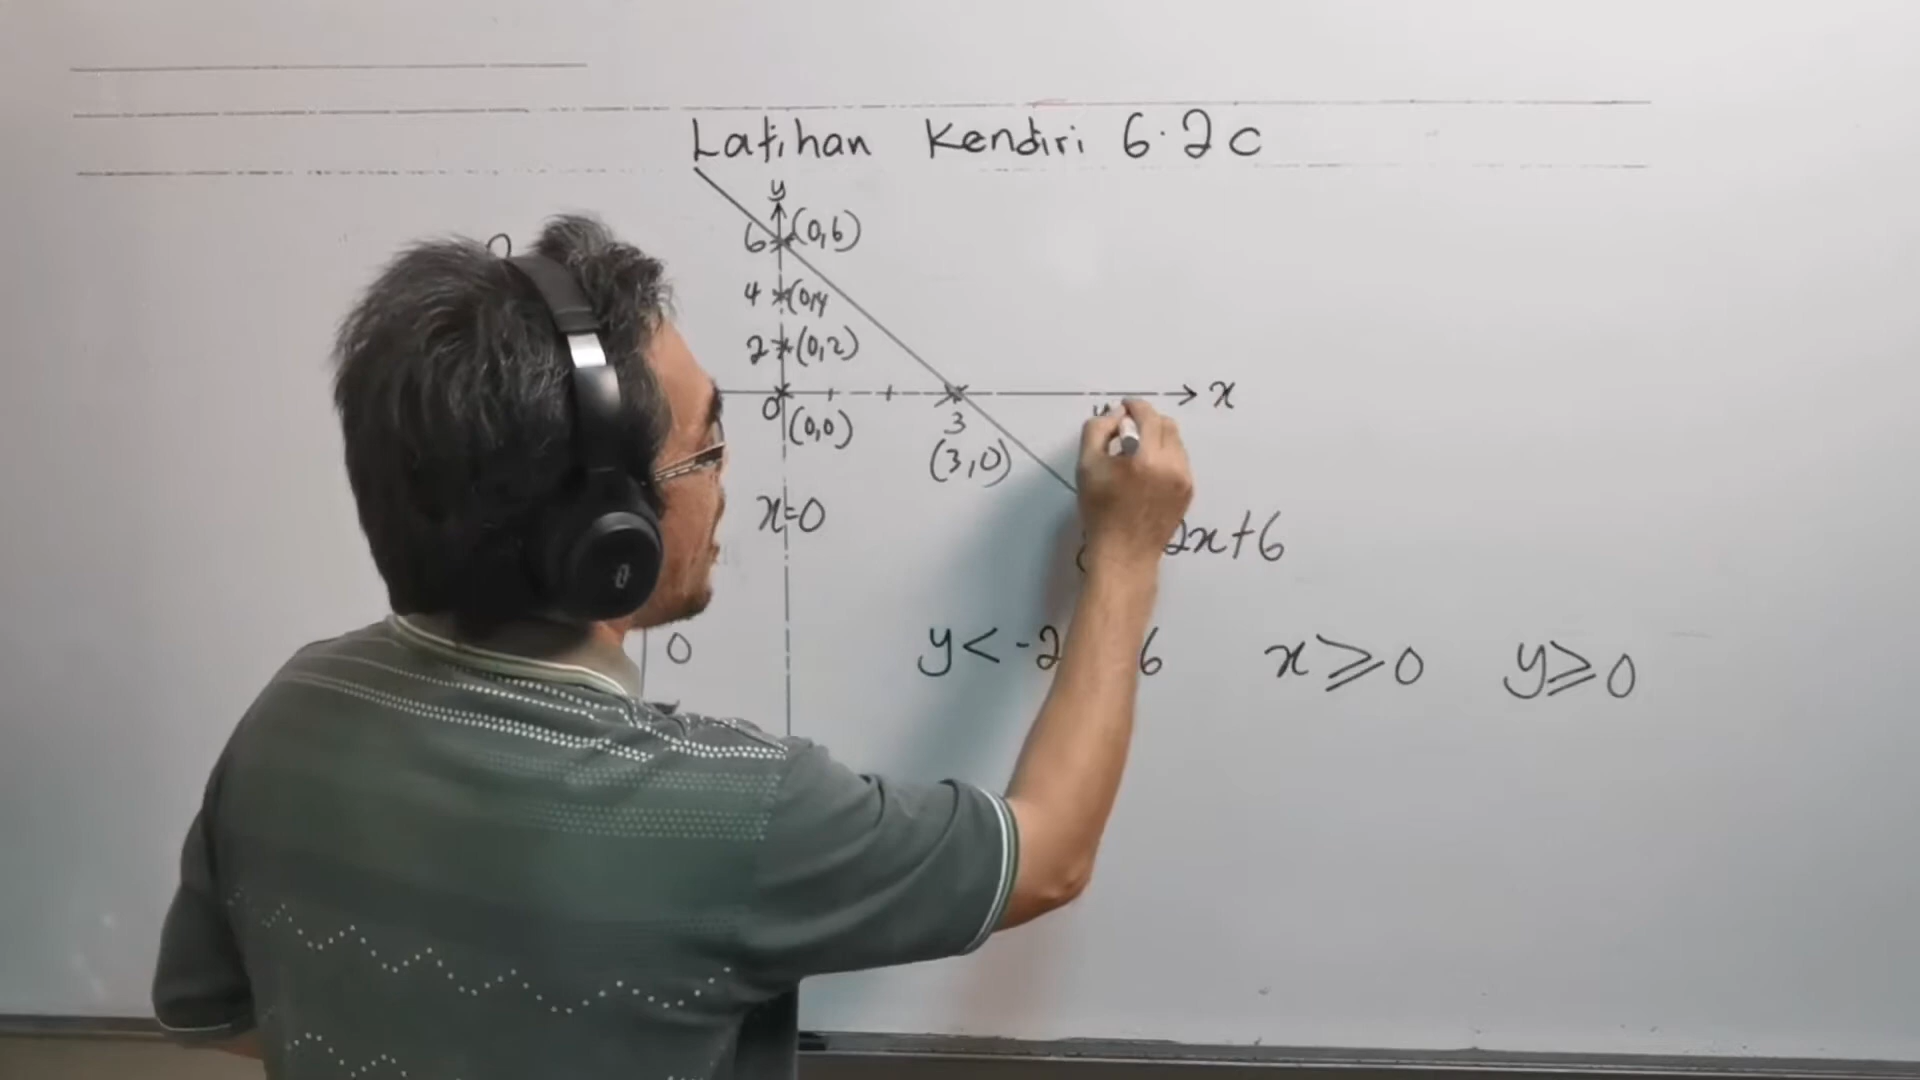 Latihan Kendiri 6.2c
y
6 (0,6)
4 (0,4
2 (0,2)
0 x
(0,0) 3
(3,0)
x=0
2x+6
0
y< -2 6 x⩾0 y⩾0